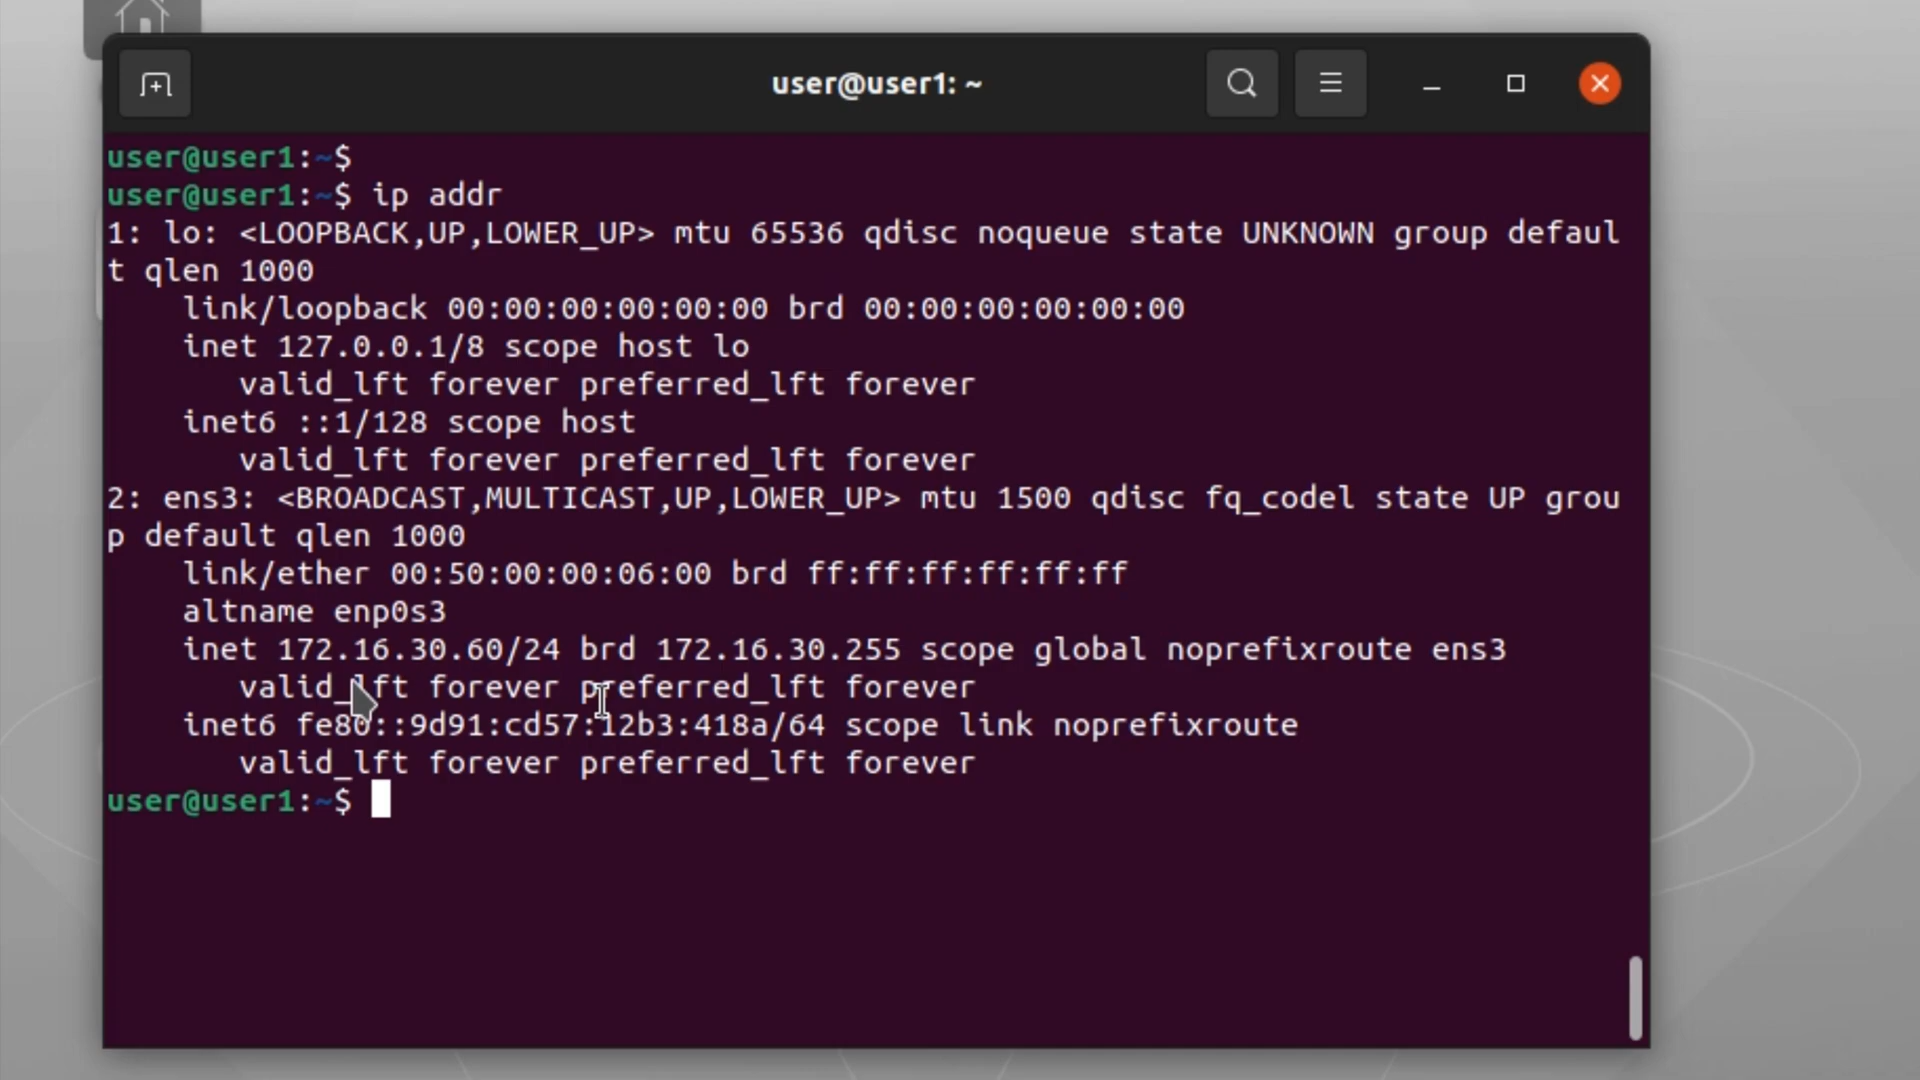 user@user1: ~
user@user1:~$
user@user1:~$ ip addr
1: lo: <LOOPBACK,UP,LOWER_UP> mtu 65536 qdisc noqueue state UNKNOWN group defaul
t qlen 1000
    link/loopback 00:00:00:00:00:00 brd 00:00:00:00:00:00
    inet 127.0.0.1/8 scope host lo
       valid_lft forever preferred_lft forever
    inet6 ::1/128 scope host
       valid_lft forever preferred_lft forever
2: ens3: <BROADCAST,MULTICAST,UP,LOWER_UP> mtu 1500 qdisc fq_codel state UP grou
p default qlen 1000
    link/ether 00:50:00:00:06:00 brd ff:ff:ff:ff:ff:ff
    altname enp0s3
    inet 172.16.30.60/24 brd 172.16.30.255 scope global noprefixroute ens3
       valid_lft forever preferred_lft forever
    inet6 fe80::9d91:cd57:12b3:418a/64 scope link noprefixroute
       valid_lft forever preferred_lft forever
user@user1:~$